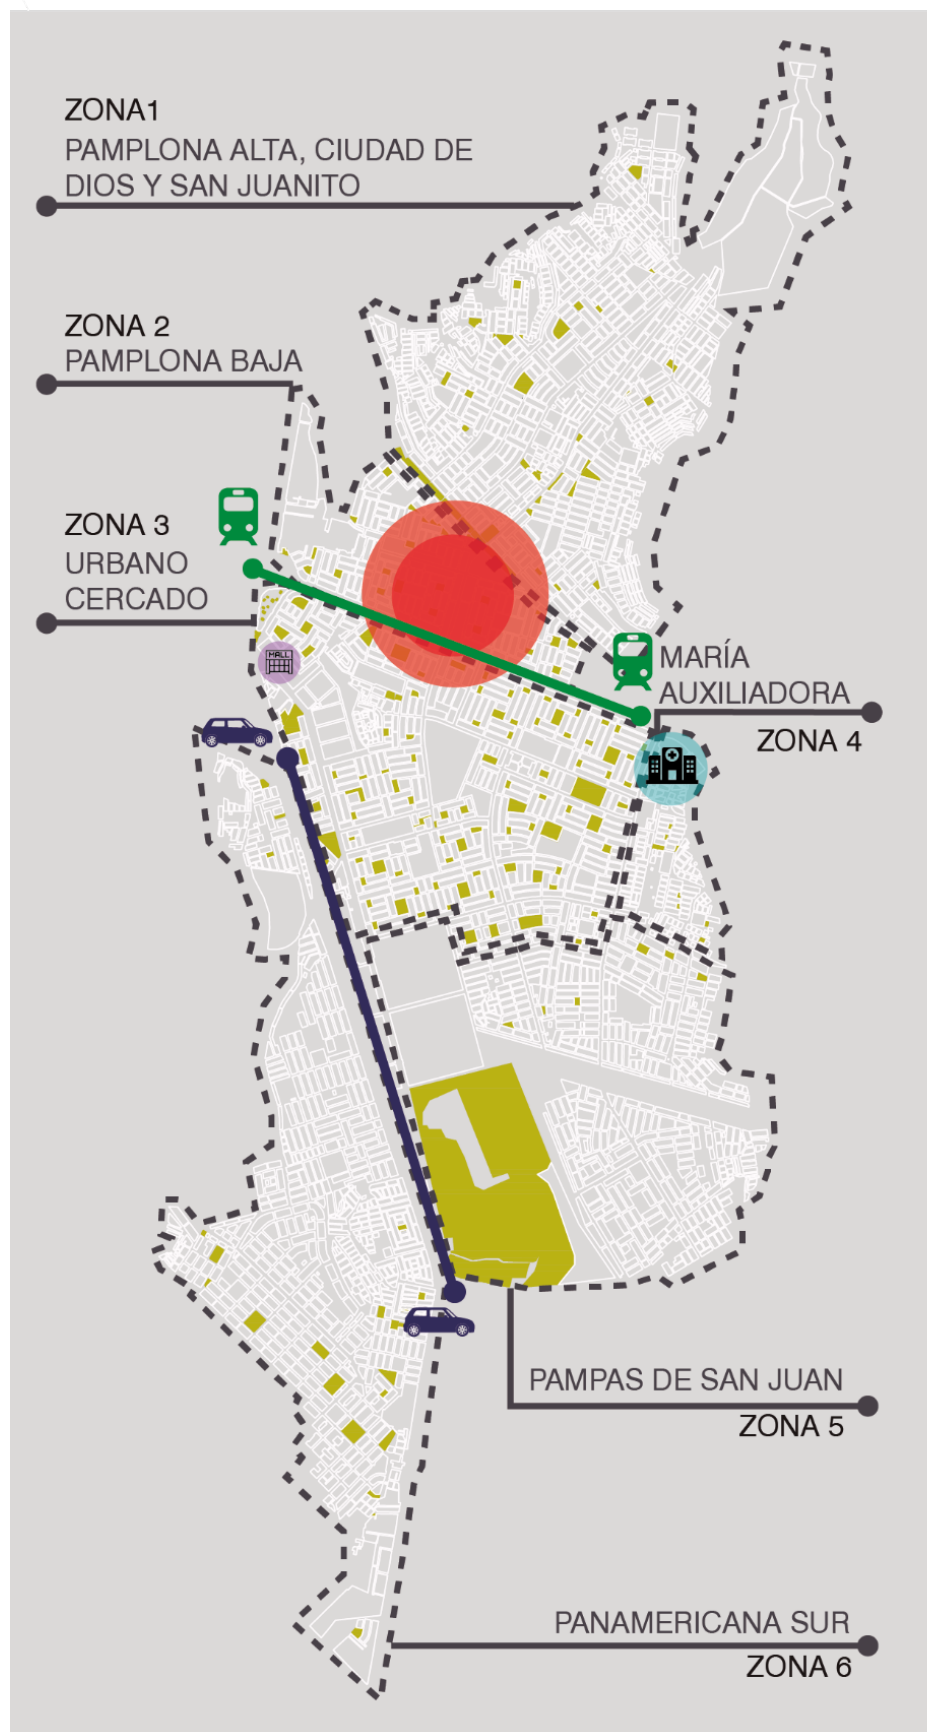 ZONA1
PAMPLONA ALTA, CIUDAD DE
DIOS Y SAN JUANITO
ZONA 2
PAMPLONA BAJA
ZONA 3
URBANO
CERCADO
MALL
MARÍA
AUXILIADORA
ZONA 4
PAMPAS DE SAN JUAN
ZONA 5
PANAMERICANA SUR
ZONA 6